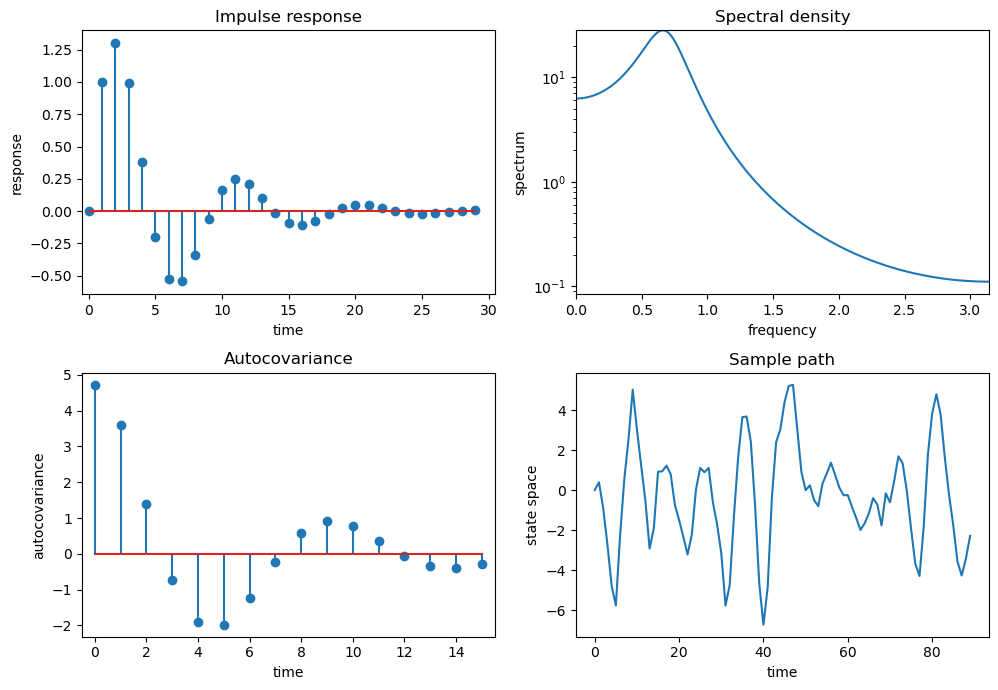 Impulse response
1.25
1.00
0.75
0.50
0.25
0.00
−0.25
−0.50
response
0 5 10 15 20 25 30
time
Spectral density
10¹
10⁰
10⁻¹
spectrum
0.0 0.5 1.0 1.5 2.0 2.5 3.0
frequency
Autocovariance
5
4
3
2
1
0
−1
−2
autocovariance
0 2 4 6 8 10 12 14
time
Sample path
4
2
0
−2
−4
−6
state space
0 20 40 60 80
time